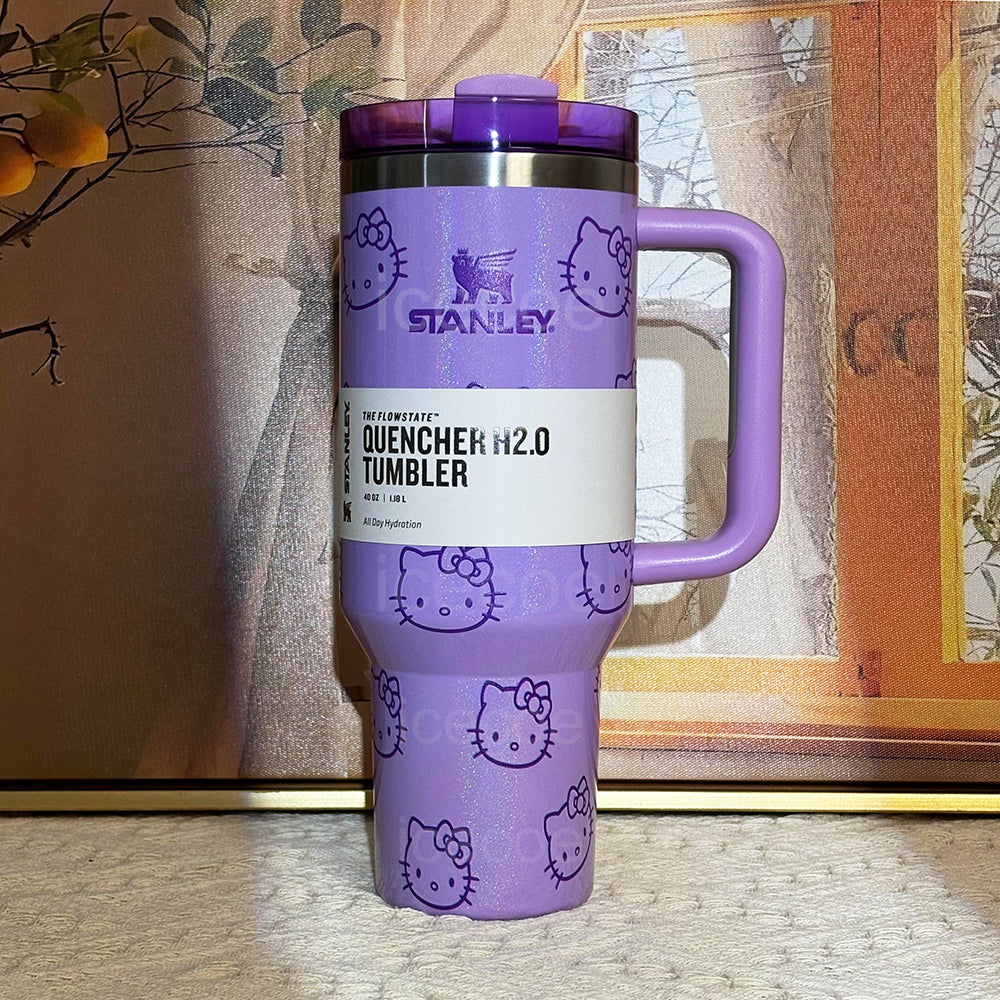 STANLEY®
STANLEY
THE FLOWSTATE™
QUENCHER H2.0
TUMBLER
40 OZ | 1.18 L
All Day Hydration